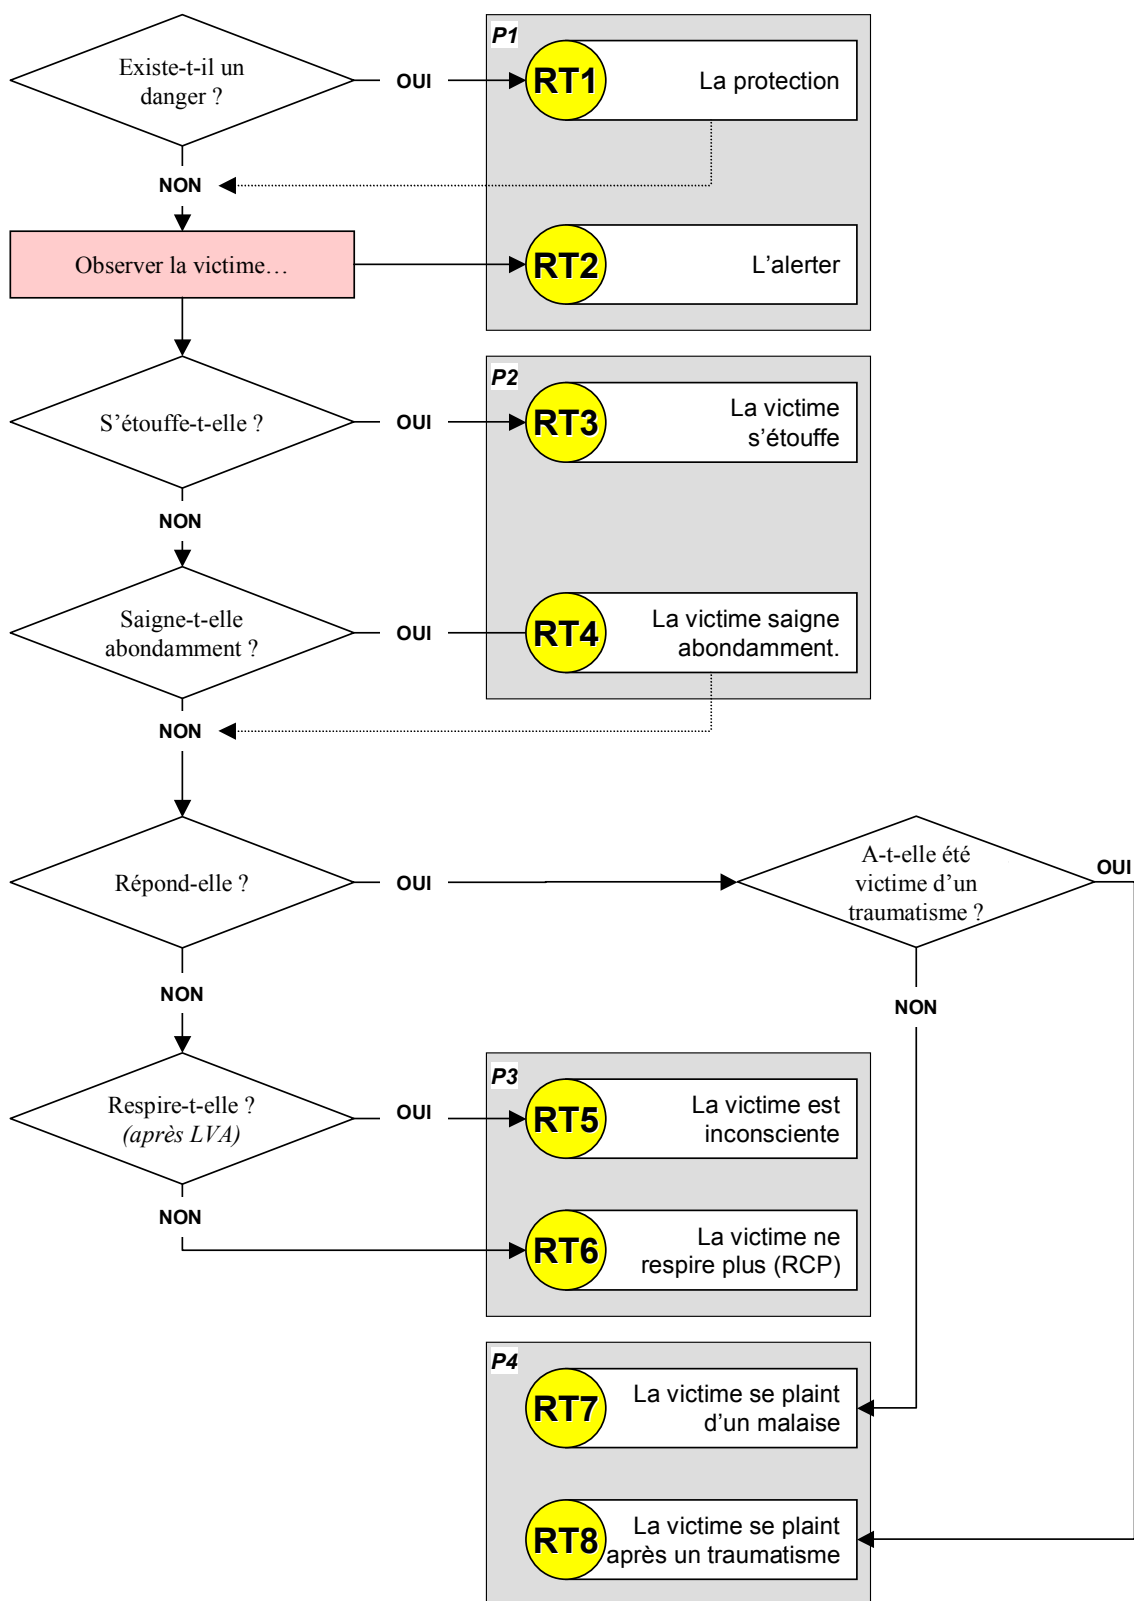 P1
Existe-t-il un
danger ?
OUI
RT1
La protection
NON
Observer la victime…
RT2
L’alerter
P2
S’étouffe-t-elle ?
OUI
RT3
La victime
s’étouffe
NON
Saigne-t-elle
abondamment ?
OUI
RT4
La victime saigne
abondamment.
NON
Répond-elle ?
OUI
A-t-elle été
victime d’un
traumatisme ?
OUI
NON
NON
P3
Respire-t-elle ?
(après LVA)
OUI
RT5
La victime est
inconsciente
NON
RT6
La victime ne
respire plus (RCP)
P4
RT7
La victime se plaint
d’un malaise
RT8
La victime se plaint
après un traumatisme